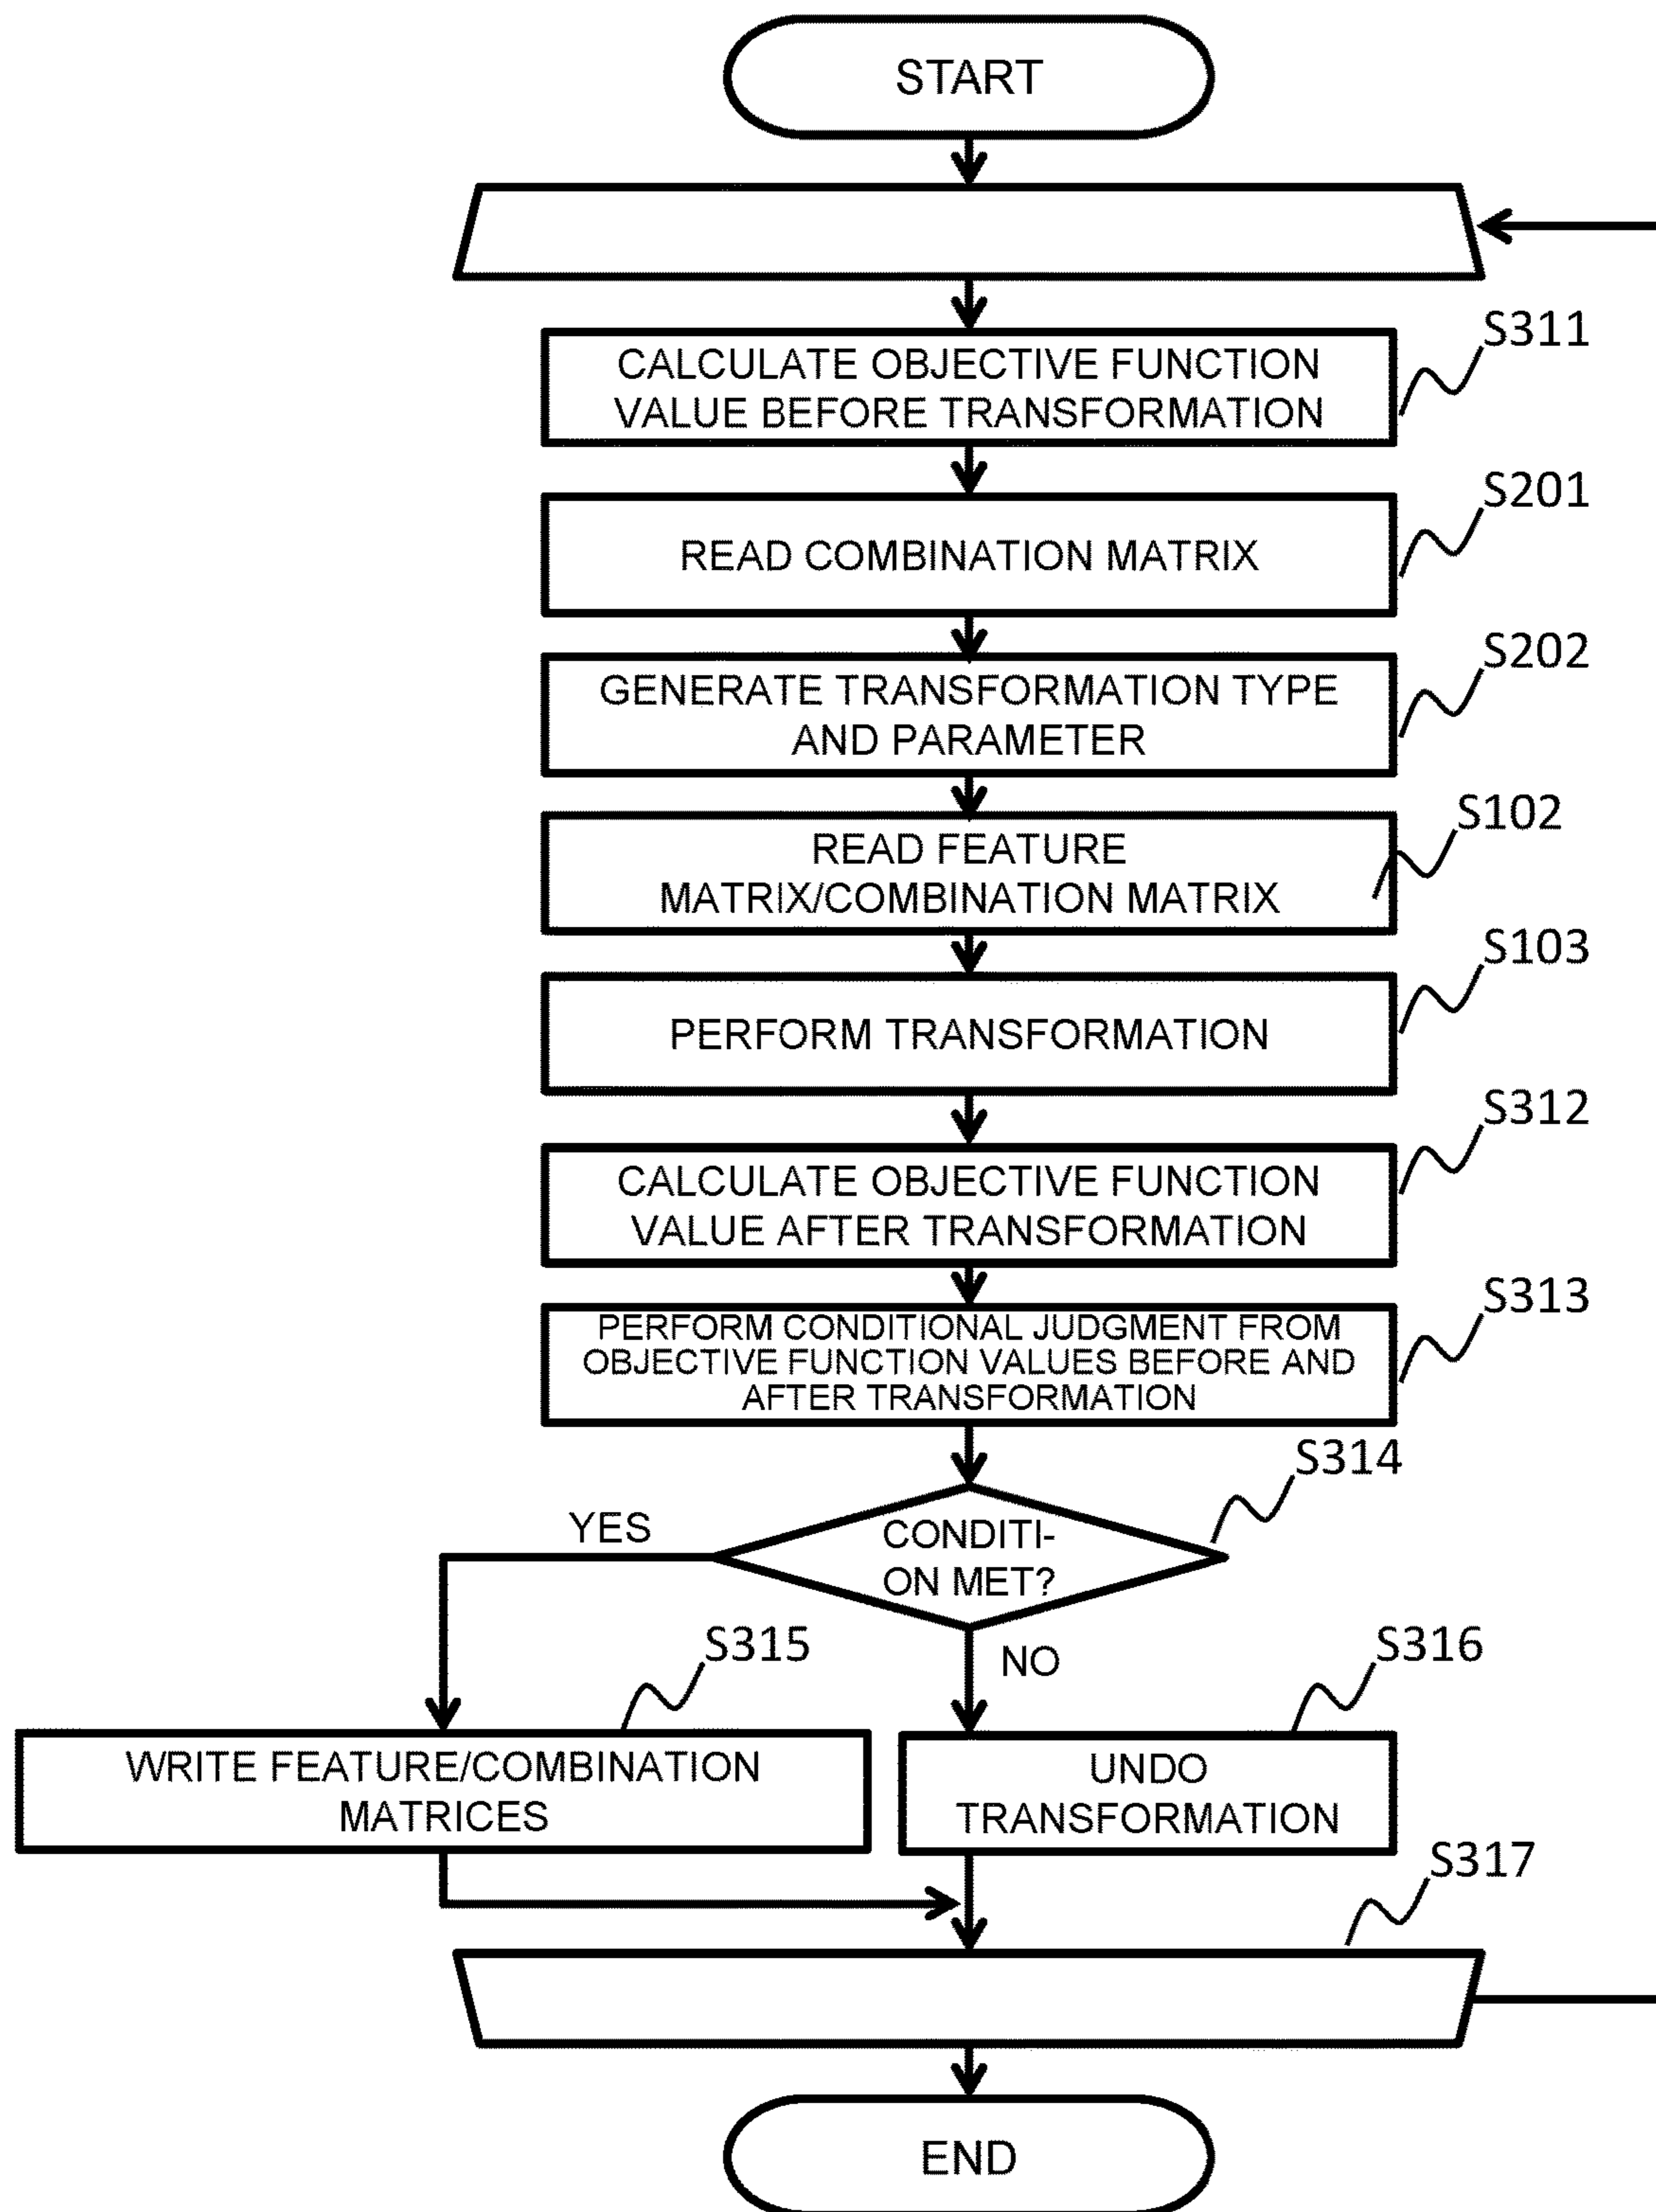 START
S311
CALCULATE OBJECTIVE FUNCTION
VALUE BEFORE TRANSFORMATION
S201
READ COMBINATION MATRIX
S202
GENERATE TRANSFORMATION TYPE
AND PARAMETER
S102
READ FEATURE
MATRIX/COMBINATION MATRIX
S103
PERFORM TRANSFORMATION
S312
CALCULATE OBJECTIVE FUNCTION
VALUE AFTER TRANSFORMATION
S313
PERFORM CONDITIONAL JUDGMENT FROM
OBJECTIVE FUNCTION VALUES BEFORE AND
AFTER TRANSFORMATION
S314
YES
CONDITI-
ON MET?
NO
S315
S316
WRITE FEATURE/COMBINATION
MATRICES
UNDO
TRANSFORMATION
S317
END